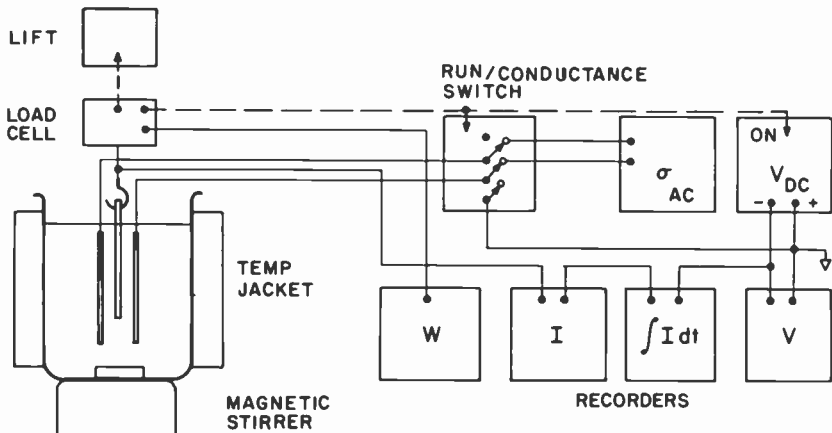 LIFT
LOAD
CELL
RUN/CONDUCTANCE
SWITCH
σ
AC
ON
V
DC
-
+
TEMP
JACKET
W
I
∫ I dt
V
MAGNETIC
STIRRER
RECORDERS